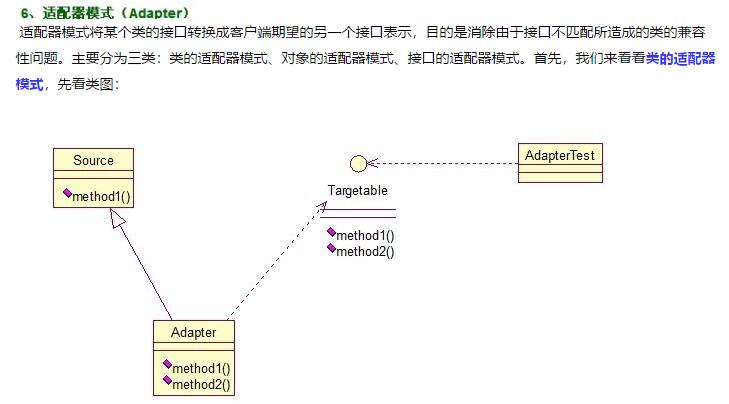 6、适配器模式（Adapter）
适配器模式将某个类的接口转换成客户端期望的另一个接口表示，目的是消除由于接口不匹配所造成的类的兼容
性问题。主要分为三类：类的适配器模式、对象的适配器模式、接口的适配器模式。首先，我们来看看类的适配器
模式，先看类图：
Source
method1()
AdapterTest
Targetable
method1()
method2()
Adapter
method1()
method2()